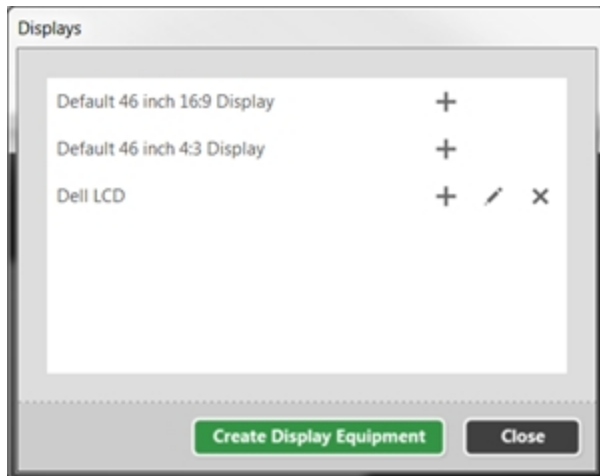 Displays
Default 46 inch 16:9 Display
Default 46 inch 4:3 Display
Dell LCD
Create Display Equipment
Close